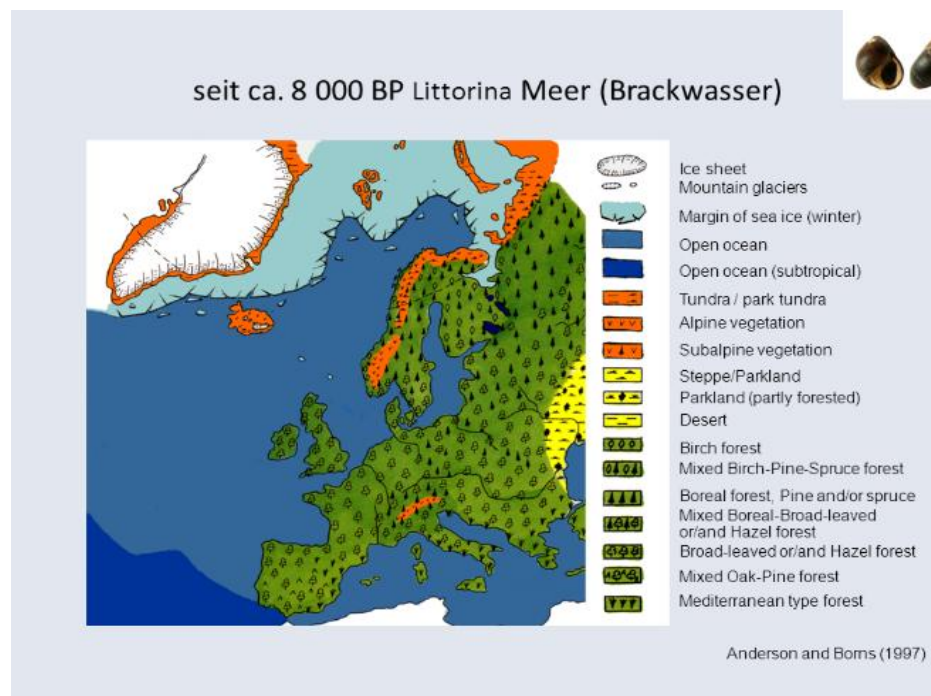 seit ca. 8 000 BP Littorina Meer (Brackwasser)
Ice sheet
Mountain glaciers
Margin of sea ice (winter)
Open ocean
Open ocean (subtropical)
Tundra / park tundra
Alpine vegetation
Subalpine vegetation
Steppe/Parkland
Parkland (partly forested)
Desert
Birch forest
Mixed Birch-Pine-Spruce forest
Boreal forest, Pine and/or spruce
Mixed Boreal-Broad-leaved
or/and Hazel forest
Broad-leaved or/and Hazel forest
Mixed Oak-Pine forest
Mediterranean type forest
Anderson and Borns (1997)